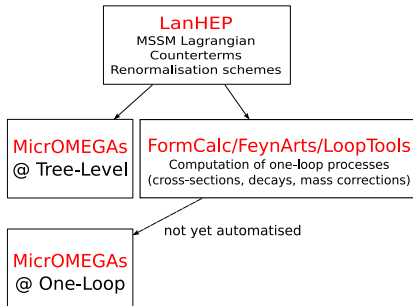 LanHEP
MSSM Lagrangian
Counterterms
Renormalisation schemes
MicrOMEGAs
@ Tree-Level
FormCalc/FeynArts/LoopTools
Computation of one-loop processes
(cross-sections, decays, mass corrections)
not yet automatised
MicrOMEGAs
@ One-Loop